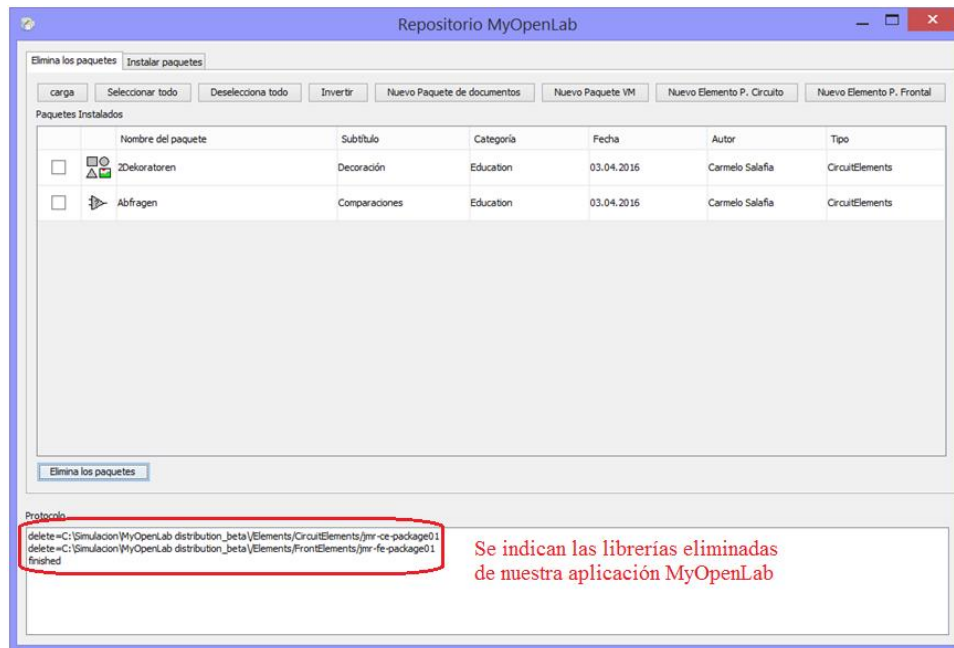 Repositorio MyOpenLab
Elimina los paquetes Instalar paquetes
carga Seleccionar todo Deselecciona todo Invertir Nuevo Paquete de documentos Nuevo Paquete VM Nuevo Elemento P. Circuito Nuevo Elemento P. Frontal
Paquetes Instalados
Nombre del paquete Subtítulo Categoría Fecha Autor Tipo
2Dekoratoren Decoración Education 03.04.2016 Carmelo Salafia CircuitElements
Abfragen Comparaciones Education 03.04.2016 Carmelo Salafia CircuitElements
Elimina los paquetes
Protocolo
delete=C:\Simulacion\MyOpenLab distribution_beta\/Elements/CircuitElements/jmr-ce-package01
delete=C:\Simulacion\MyOpenLab distribution_beta\/Elements/FrontElements/jmr-fe-package01
finished
Se indican las librerías eliminadas
de nuestra aplicación MyOpenLab